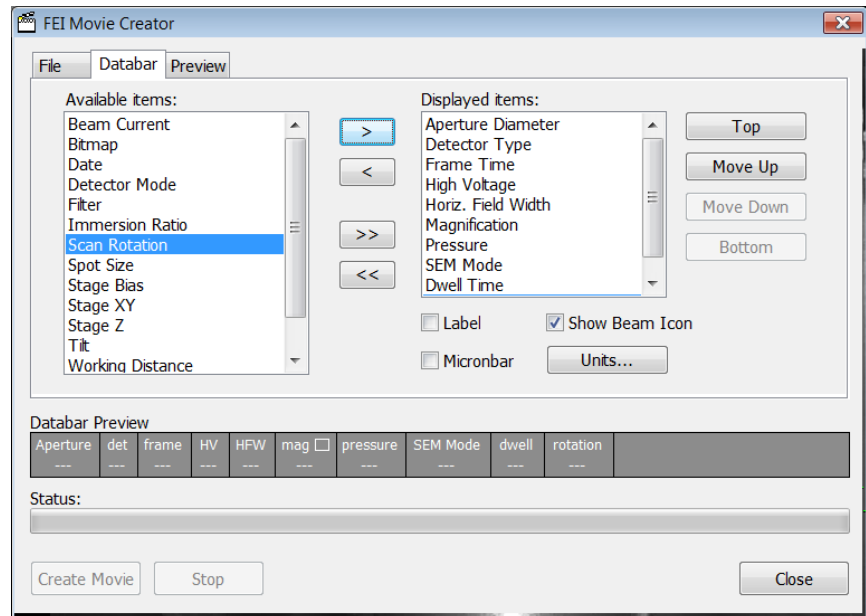 FEI Movie Creator
File Databar Preview
Available items:
Beam Current
Bitmap
Date
Detector Mode
Filter
Immersion Ratio
Scan Rotation
Spot Size
Stage Bias
Stage XY
Stage Z
Tilt
Working Distance
>
<
>>
<<
Displayed items:
Aperture Diameter
Detector Type
Frame Time
High Voltage
Horiz. Field Width
Magnification
Pressure
SEM Mode
Dwell Time
Top
Move Up
Move Down
Bottom
Label Show Beam Icon
Micronbar Units...
Databar Preview
Aperture det frame HV HFW mag pressure SEM Mode dwell rotation
--- --- --- --- --- --- --- --- --- ---
Status:
Create Movie Stop Close